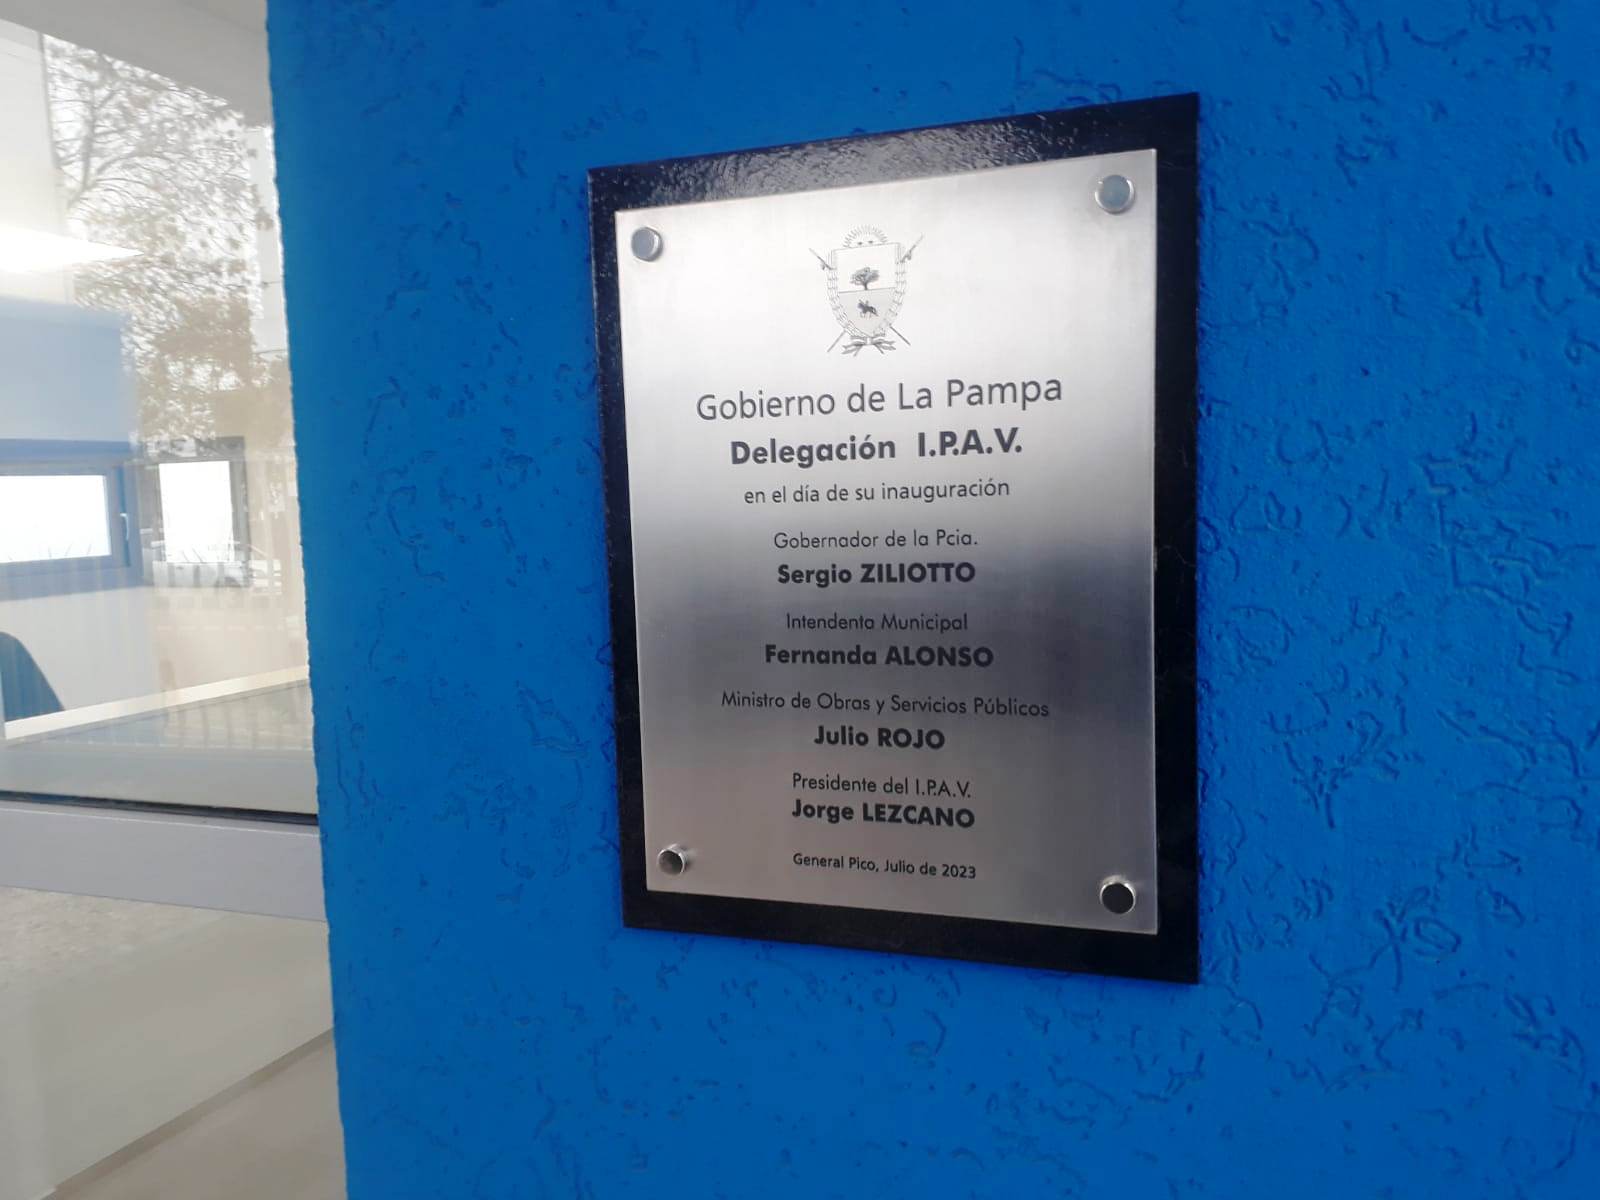 Gobierno de La Pampa
Delegación I.P.A.V.
en el día de su inauguración
Gobernador de la Pcia.
Sergio ZILIOTTO
Intendenta Municipal
Fernanda ALONSO
Ministro de Obras y Servicios Públicos
Julio ROJO
Presidente del I.P.A.V.
Jorge LEZCANO
General Pico, Julio de 2023